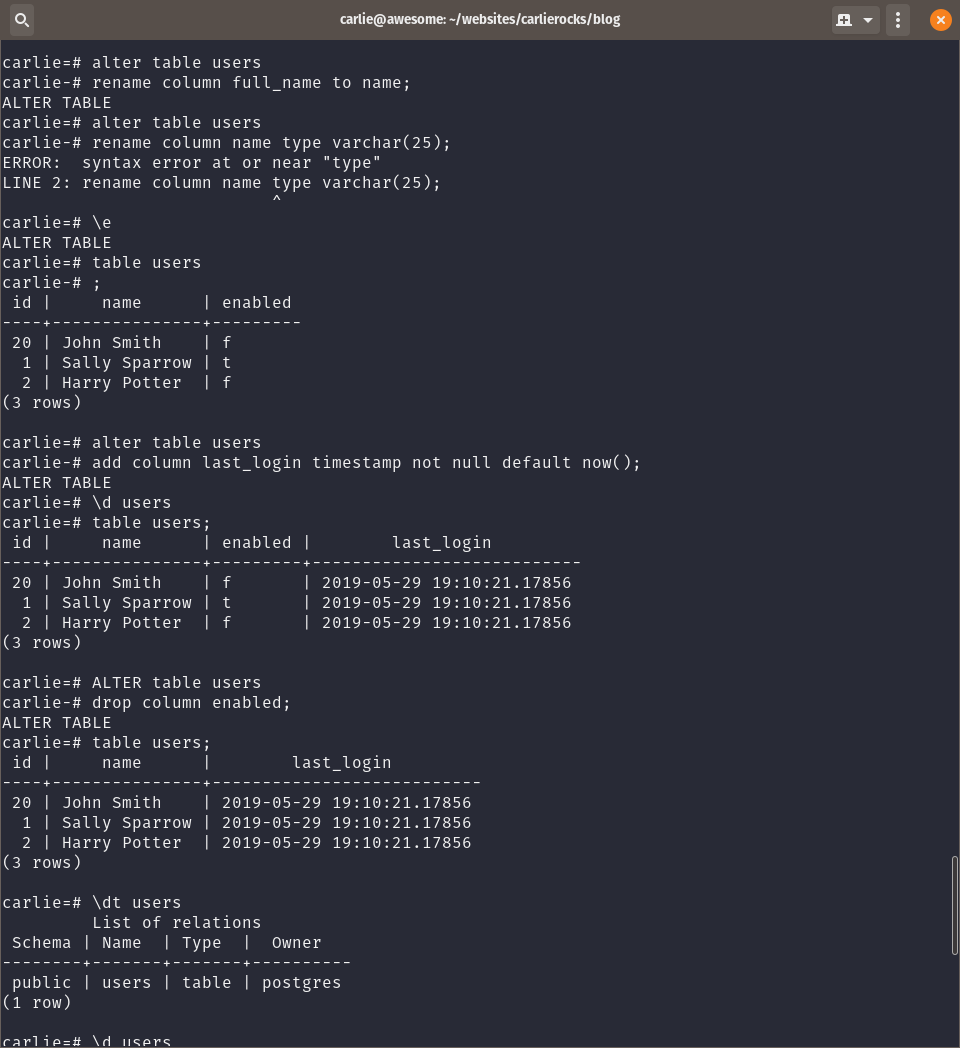 carlie@awesome: ~/websites/carlierocks/blog
carlie=# alter table users
carlie-# rename column full_name to name;
ALTER TABLE
carlie=# alter table users
carlie-# rename column name type varchar(25);
ERROR:  syntax error at or near "type"
LINE 2: rename column name type varchar(25);
                           ^
carlie=# \e
ALTER TABLE
carlie=# table users
carlie-# ;
 id |     name      | enabled
----+---------------+---------
 20 | John Smith    | f
  1 | Sally Sparrow | t
  2 | Harry Potter  | f
(3 rows)

carlie=# alter table users
carlie-# add column last_login timestamp not null default now();
ALTER TABLE
carlie=# \d users
carlie=# table users;
 id |     name      | enabled |        last_login
----+---------------+---------+---------------------------
 20 | John Smith    | f       | 2019-05-29 19:10:21.17856
  1 | Sally Sparrow | t       | 2019-05-29 19:10:21.17856
  2 | Harry Potter  | f       | 2019-05-29 19:10:21.17856
(3 rows)

carlie=# ALTER table users
carlie-# drop column enabled;
ALTER TABLE
carlie=# table users;
 id |     name      |        last_login
----+---------------+---------------------------
 20 | John Smith    | 2019-05-29 19:10:21.17856
  1 | Sally Sparrow | 2019-05-29 19:10:21.17856
  2 | Harry Potter  | 2019-05-29 19:10:21.17856
(3 rows)

carlie=# \dt users
         List of relations
 Schema | Name  | Type  |  Owner
--------+-------+-------+----------
 public | users | table | postgres
(1 row)

carlie=# \d users